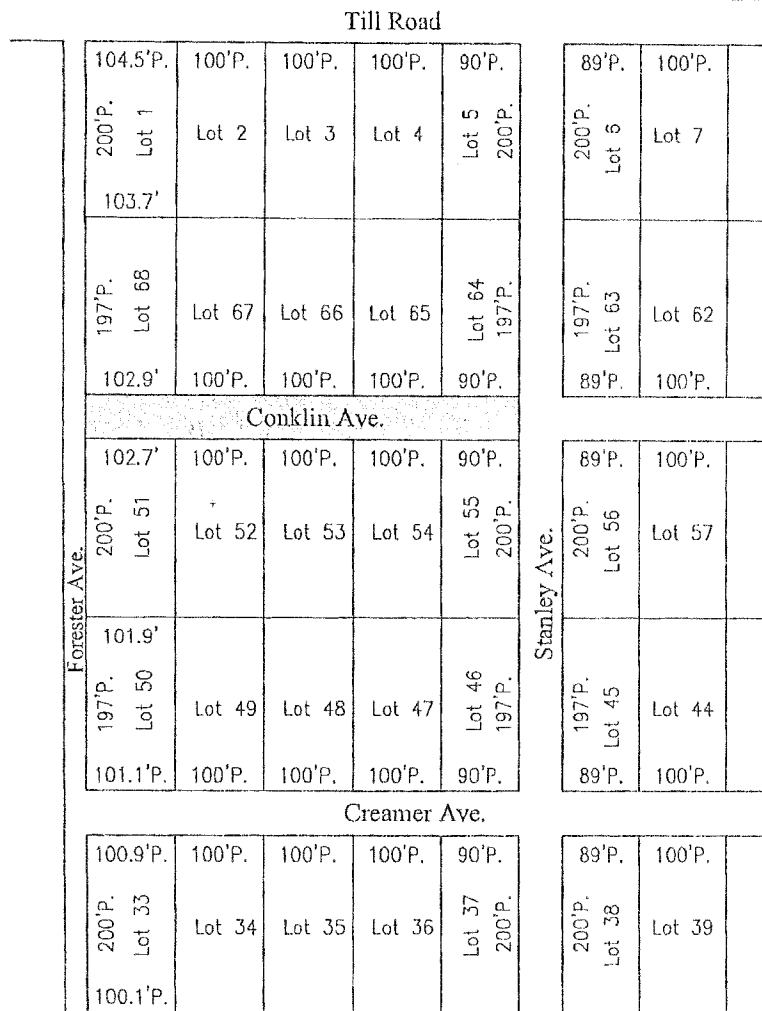 Till Road
104.5'P. 100'P. 100'P. 100'P. 90'P. 89'P. 100'P.
200'P. Lot 1 Lot 2 Lot 3 Lot 4 Lot 5 200'P. 200'P. Lot 6 Lot 7
103.7'
197'P. Lot 68 Lot 67 Lot 66 Lot 65 Lot 64 197'P. 197'P. Lot 63 Lot 62
102.9' 100'P. 100'P. 100'P. 90'P. 89'P. 100'P.
Conklin Ave.
102.7' 100'P. 100'P. 100'P. 90'P. 89'P. 100'P.
200'P. Lot 51 Lot 52 Lot 53 Lot 54 Lot 55 200'P. 200'P. Lot 56 Lot 57
Forester Ave.
Stanley Ave.
101.9'
197'P. Lot 50 Lot 49 Lot 48 Lot 47 Lot 46 197'P. 197'P. Lot 45 Lot 44
101.1'P. 100'P. 100'P. 100'P. 90'P. 89'P. 100'P.
Creamer Ave.
100.9'P. 100'P. 100'P. 100'P. 90'P. 89'P. 100'P.
200'P. Lot 33 Lot 34 Lot 35 Lot 36 Lot 37 200'P. 200'P. Lot 38 Lot 39
100.1'P.